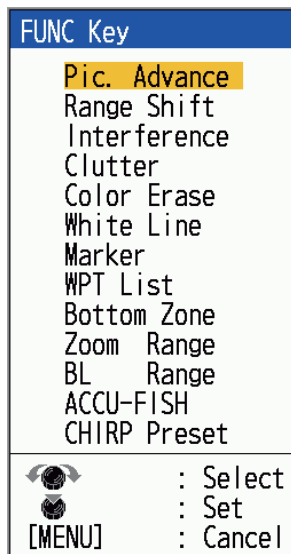 FUNC Key
Pic. Advance
Range Shift
Interference
Clutter
Color Erase
White Line
Marker
WPT List
Bottom Zone
Zoom Range
BL Range
ACCU-FISH
CHIRP Preset
: Select
: Set
[MENU] : Cancel